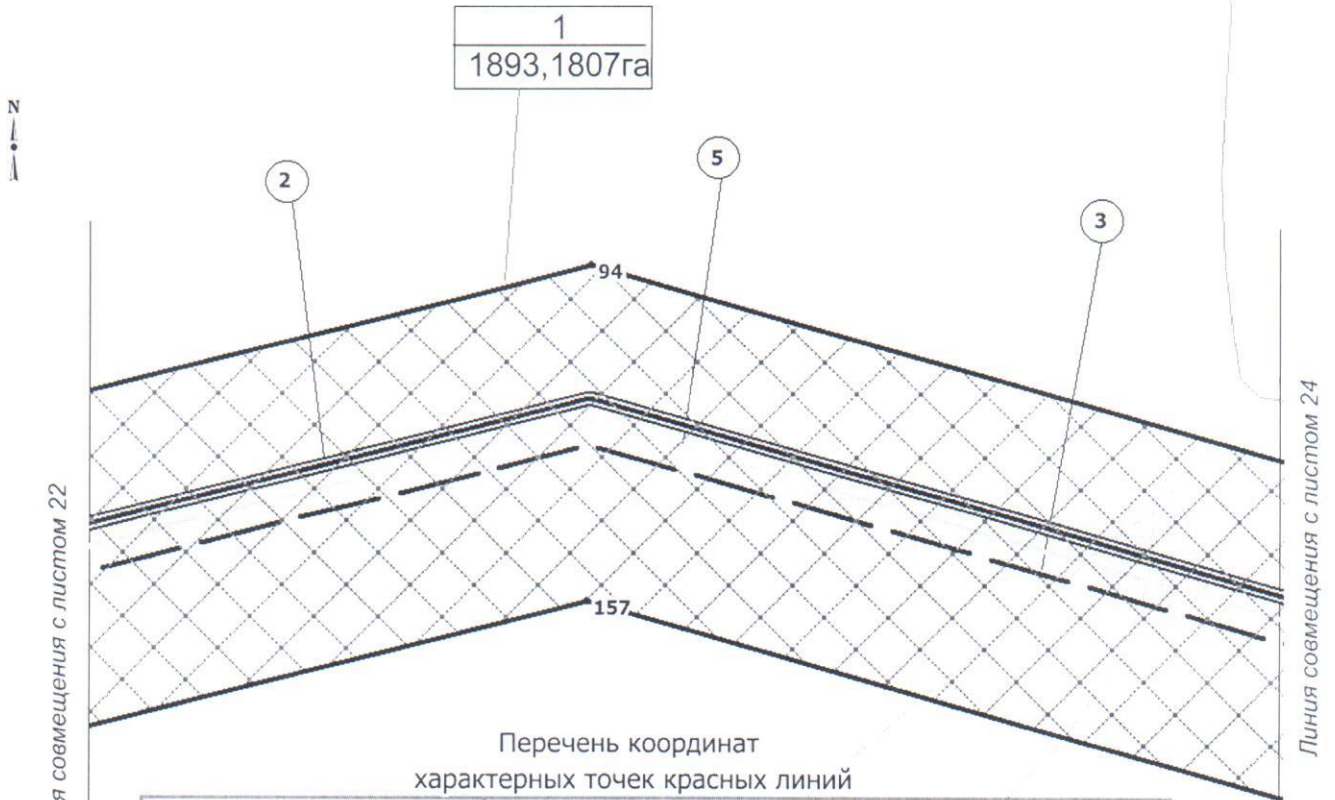 1
1893,1807га
N
2
5
3
94
157
я совмещения с листом 22
Линия совмещения с листом 24
Перечень координат
характерных точек красных линий